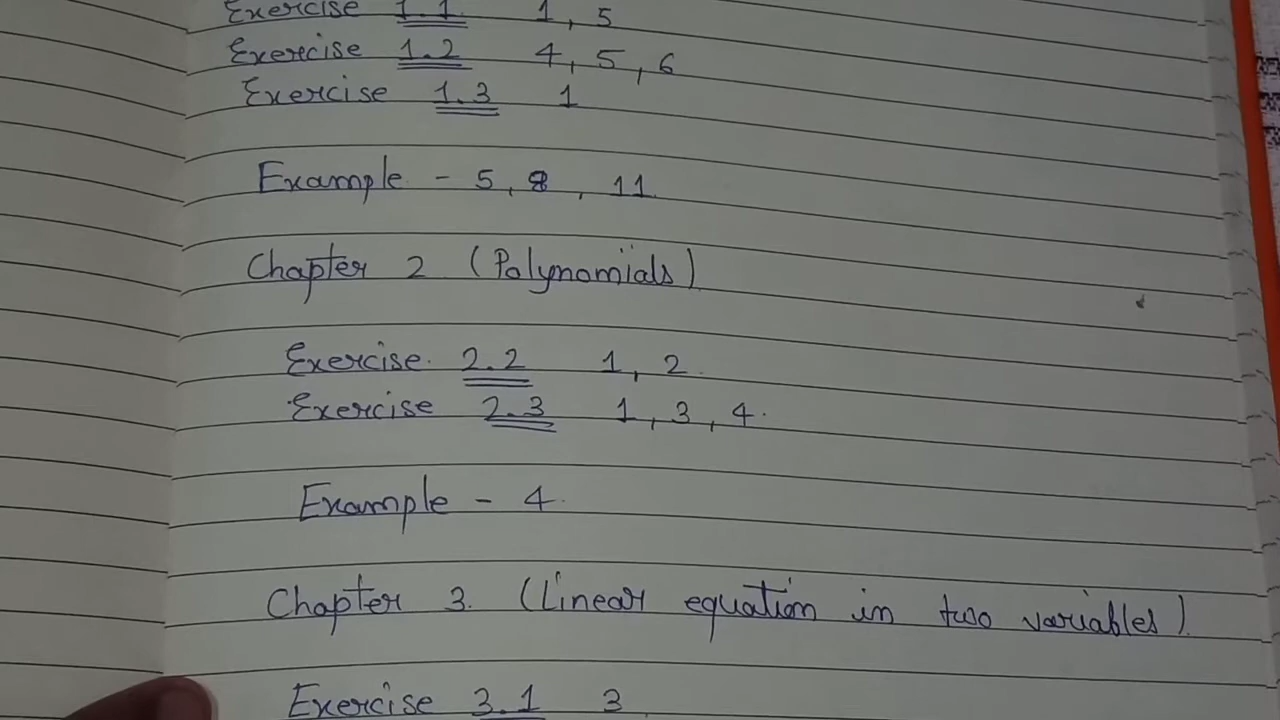 Exercise 1.1 1, 5
Exercise 1.2 4, 5, 6
Exercise 1.3 1
Example - 5, 8, 11
Chapter 2 (Polynomials)
Exercise 2.2 1, 2.
Exercise 2.3 1, 3, 4.
Example - 4.
Chapter 3. (Linear equation in two variables)
Exercise 3.1 3